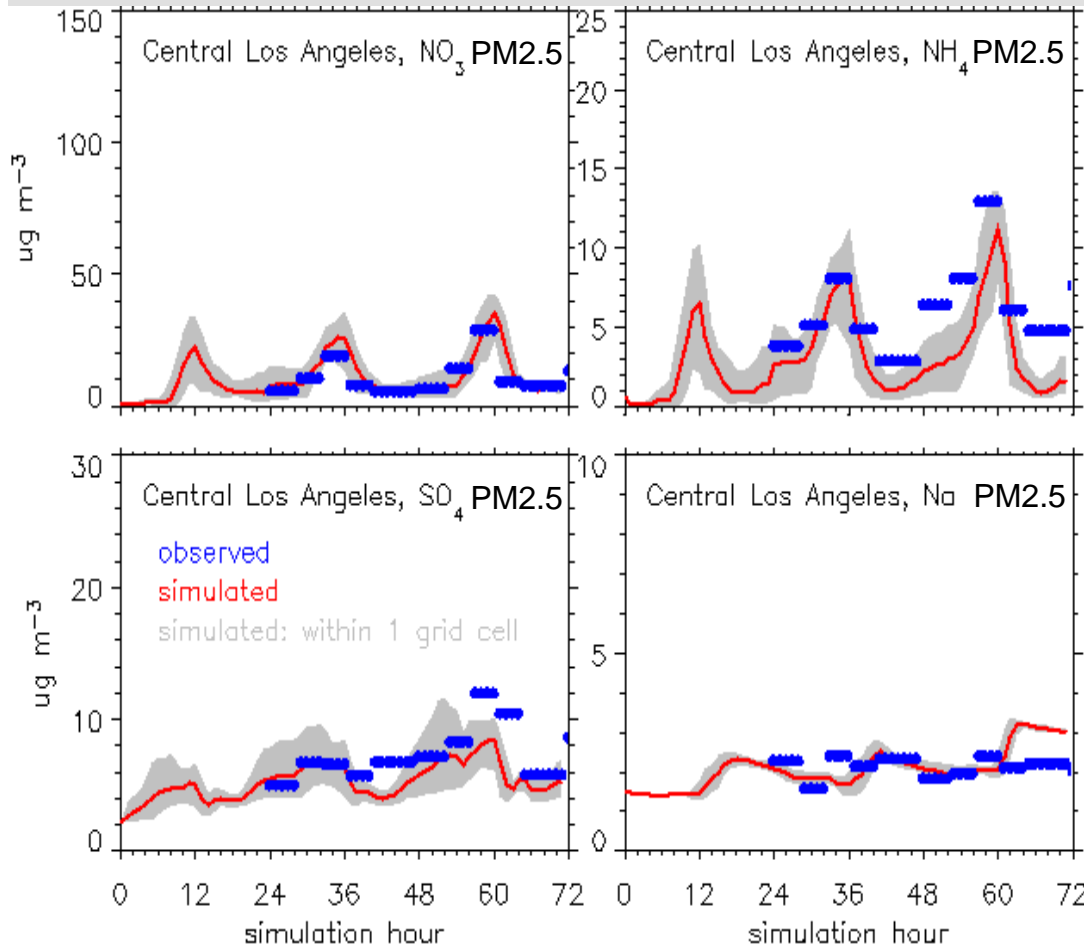 150
Central Los Angeles, NO3 PM2.5
100
50
0
ug m-3
25
Central Los Angeles, NH4 PM2.5
20
15
10
5
0
30
Central Los Angeles, SO4 PM2.5
observed
simulated
simulated: within 1 grid cell
20
10
0
ug m-3
0 12 24 36 48 60 72
simulation hour
10
Central Los Angeles, Na PM2.5
5
0
0 12 24 36 48 60 72
simulation hour